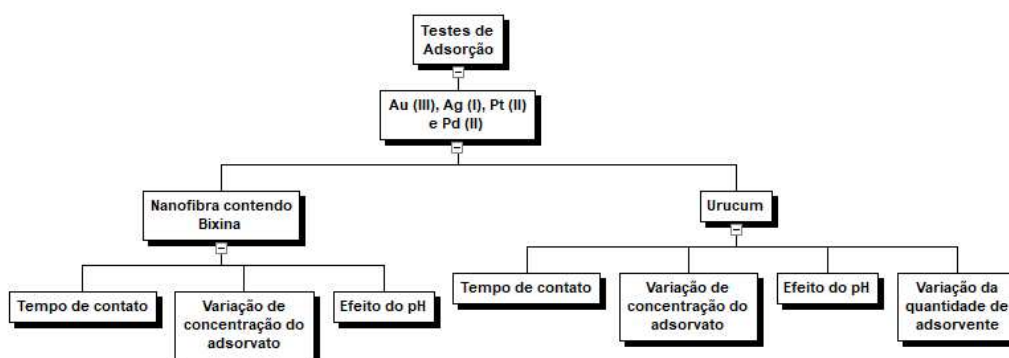 Testes de
Adsorção
Au (III), Ag (I), Pt (II)
e Pd (II)
Nanofibra contendo
Bixina
Urucum
Tempo de contato
Variação de
concentração do
adsorvato
Efeito do pH
Tempo de contato
Variação de
concentração do
adsorvato
Efeito do pH
Variação da
quantidade de
adsorvente